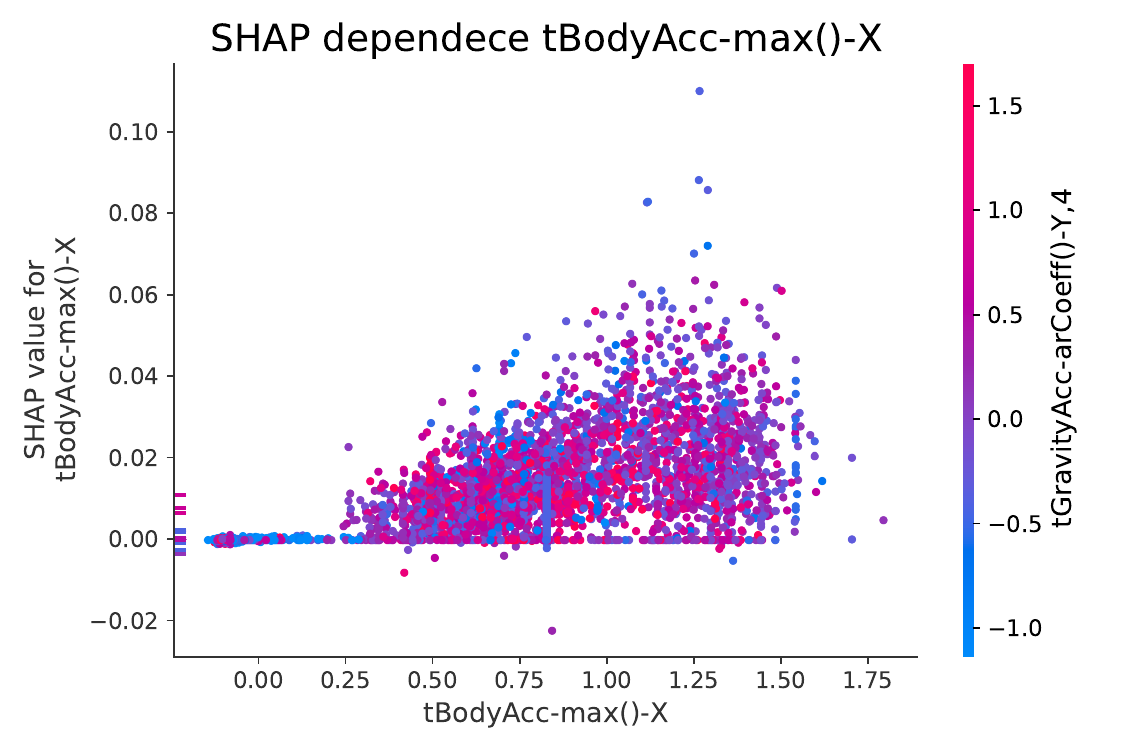 SHAP dependece tBodyAcc-max()-X
SHAP value for
tBodyAcc-max()-X
0.10
0.08
0.06
0.04
0.02
0.00
−0.02
0.00 0.25 0.50 0.75 1.00 1.25 1.50 1.75
tBodyAcc-max()-X
1.5
1.0
0.5
0.0
−0.5
−1.0
tGravityAcc-arCoeff()-Y,4